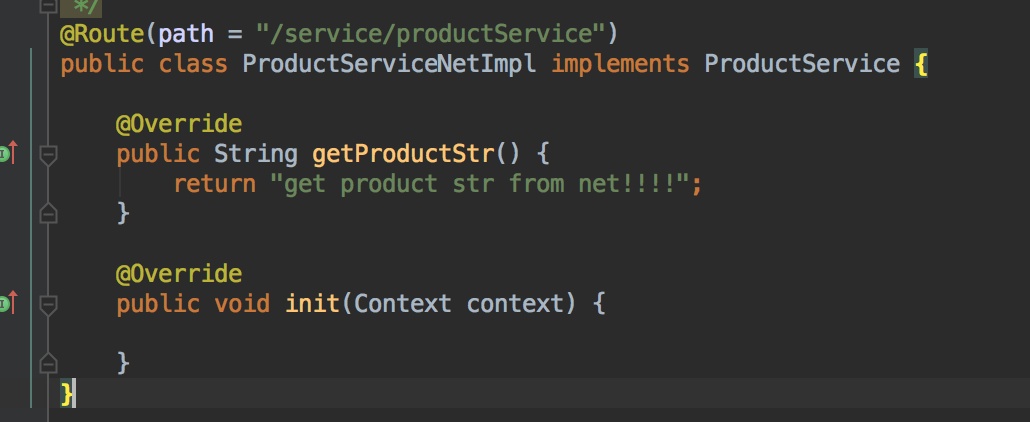 */
@Route(path = "/service/productService")
public class ProductServiceNetImpl implements ProductService {
@Override
public String getProductStr() {
return "get product str from net!!!!";
}
@Override
public void init(Context context) {
}
}